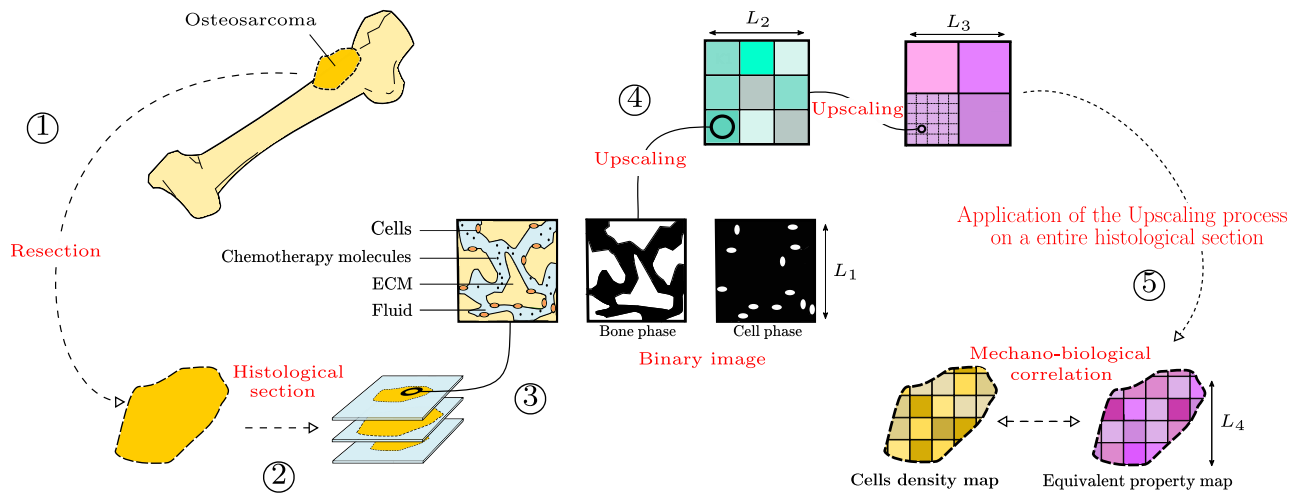 Osteosarcoma
①
Resection
Histological
section
②
③
Cells
Chemotherapy molecules
ECM
Fluid
Bone phase
Cell phase
Binary image
L1
④
Upscaling
L2
Upscaling
L3
Application of the Upscaling process
on a entire histological section
⑤
Mechano-biological
correlation
L4
Cells density map
Equivalent property map